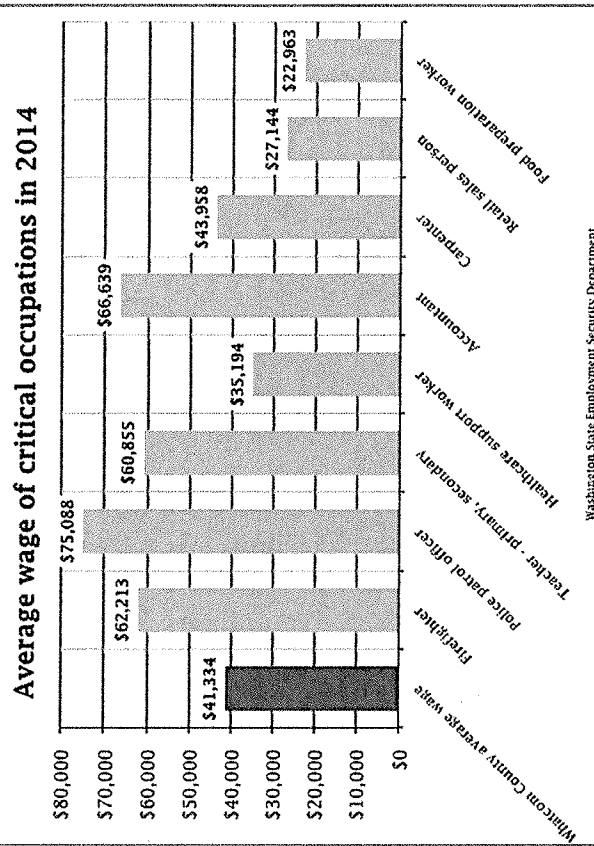 Average wage of critical occupations in 2014
$80,000
$70,000
$60,000
$50,000
$40,000
$30,000
$20,000
$10,000
$0
$41,334
$62,213
$75,088
$60,855
$35,194
$66,639
$43,958
$27,144
$22,963
Whatcom County average wage
Firefigher
Police patrol officer
Teacher - primary, secondary
Healthcare support worker
Accountant
Carpenter
Retail sales person
Food preparation worker
Washington State Employment Security Department